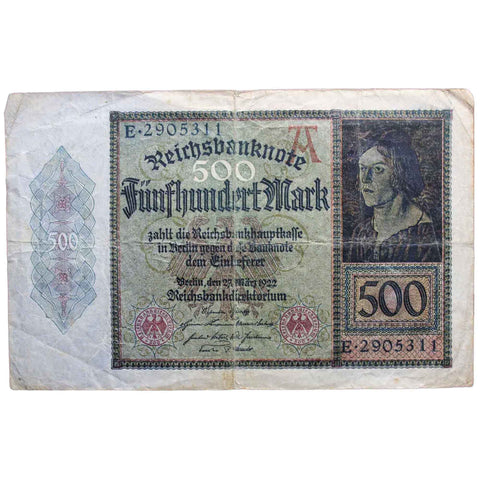 E·2905311
A
Reichsbanknote
500
Fünfhundert Mark
zahlt die Reichsbankhauptkasse
in Berlin gegen diese Banknote
dem Einlieferer
Berlin, den 27. März 1922
Reichsbankdirektorium
500
500
E·2905311